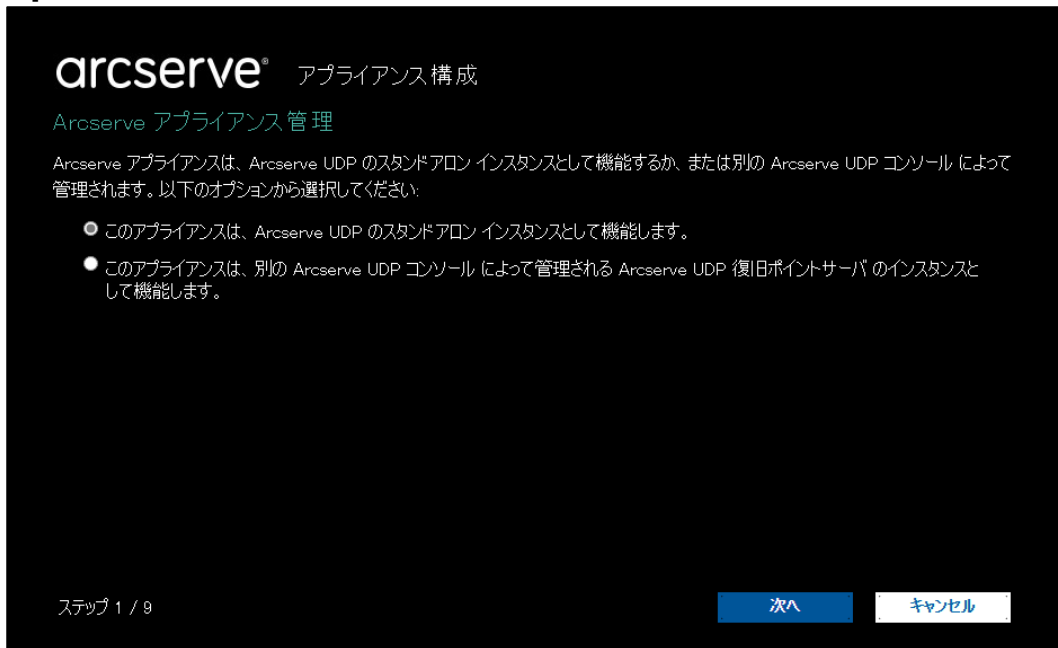 arcserve® アプライアンス構成
Arcserve アプライアンス管理
Arcserve アプライアンスは、Arcserve UDP のスタンドアロン インスタンスとして機能するか、または別の Arcserve UDP コンソール によって
管理されます。以下のオプションから選択してください:
このアプライアンスは、Arcserve UDP のスタンドアロン インスタンスとして機能します。
このアプライアンスは、別の Arcserve UDP コンソール によって管理される Arcserve UDP 復旧ポイントサーバ のインスタンスと
して機能します。
ステップ 1 / 9
次へ
キャンセル